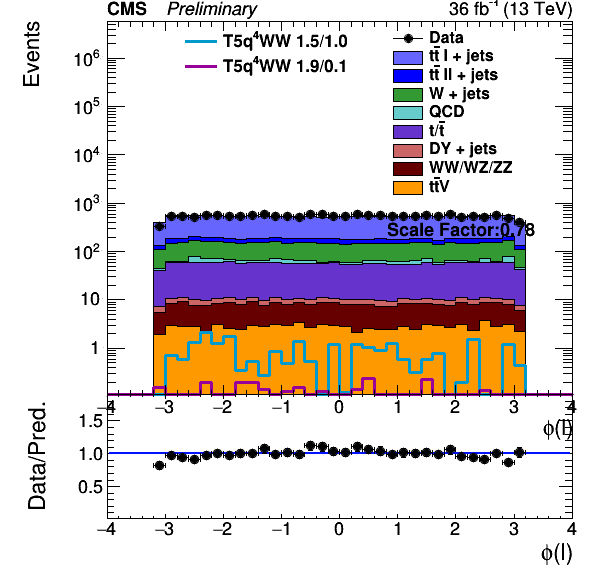 CMS Preliminary 36 fb⁻¹ (13 TeV)
Events
T5q⁴WW 1.5/1.0
T5q⁴WW 1.9/0.1
Data
tt̄ l + jets
tt̄ ll + jets
W + jets
QCD
t/t̄
DY + jets
WW/WZ/ZZ
tt̄V
Scale Factor:0.78
10⁶
10⁵
10⁴
10³
10²
10
1
−4 −3 −2 −1 0 1 2 3 4
ϕ(l)
Data/Pred.
1.5
1.0
0.5
−4 −3 −2 −1 0 1 2 3 4
ϕ(l)